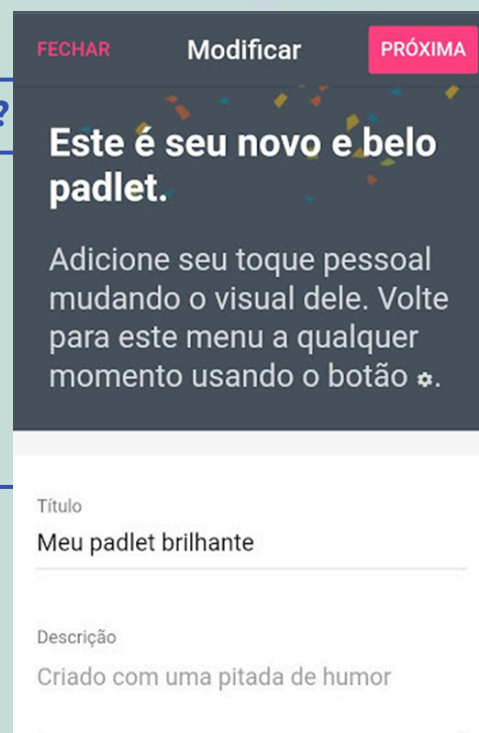 FECHAR Modificar PRÓXIMA
?
Este é seu novo e belo
padlet.
Adicione seu toque pessoal
mudando o visual dele. Volte
para este menu a qualquer
momento usando o botão ✿.
Título
Meu padlet brilhante
Descrição
Criado com uma pitada de humor